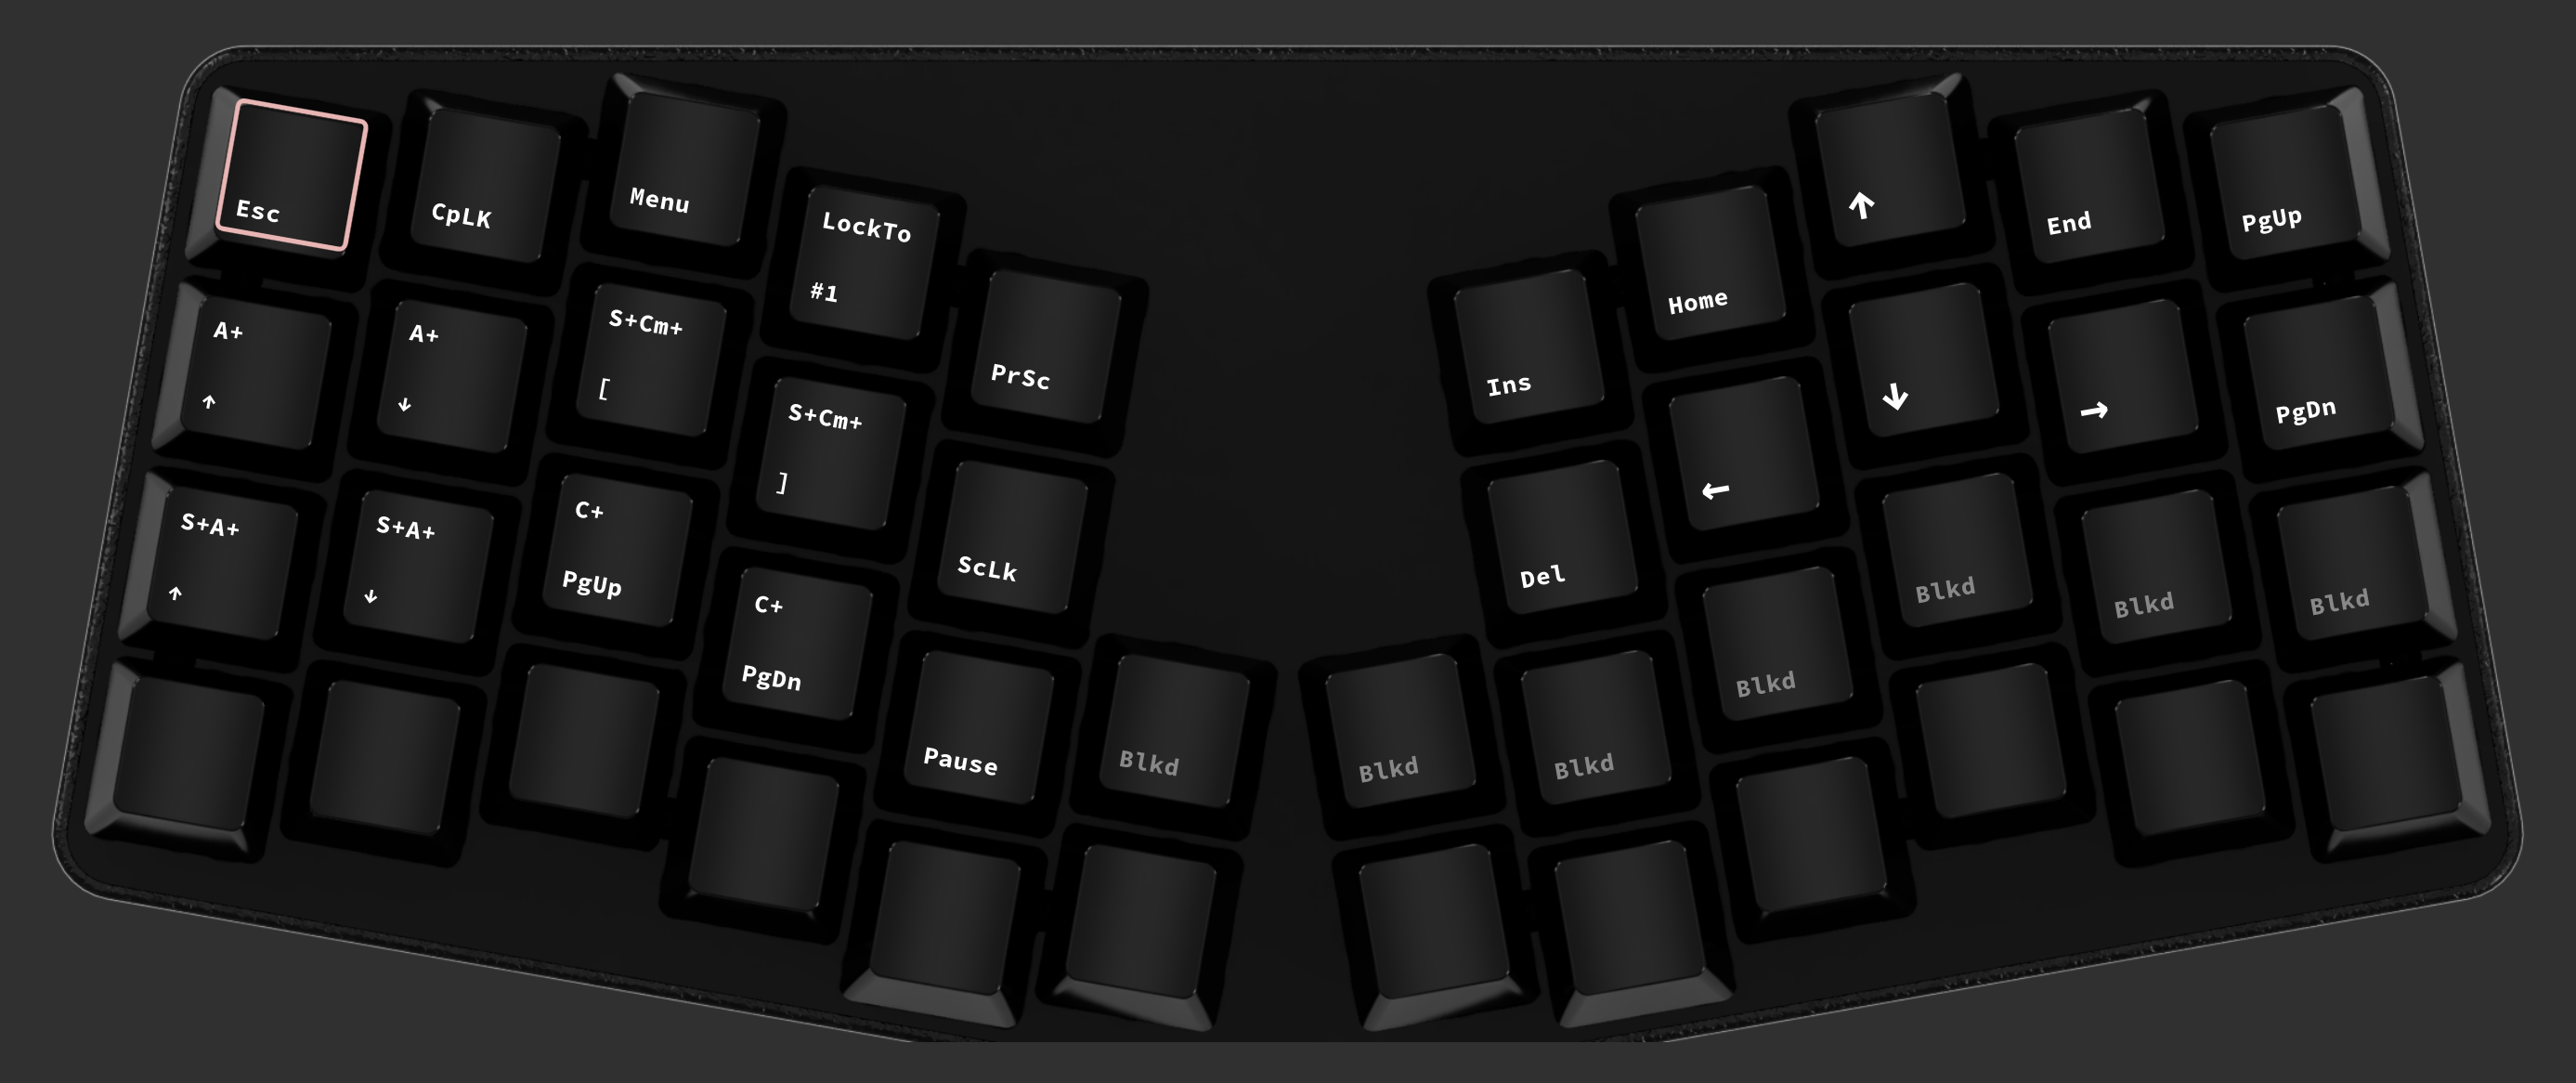 Esc
CpLK
Menu
LockTo
#1
PrSc
Ins
Home
↑
End
PgUp
A+
↑
A+
↓
S+Cm+
[
S+Cm+
]
ScLk
Del
←
↓
→
PgDn
S+A+
↑
S+A+
↓
C+
PgUp
C+
PgDn
Pause
Blkd
Blkd
Blkd
Blkd
Blkd
Blkd
Blkd